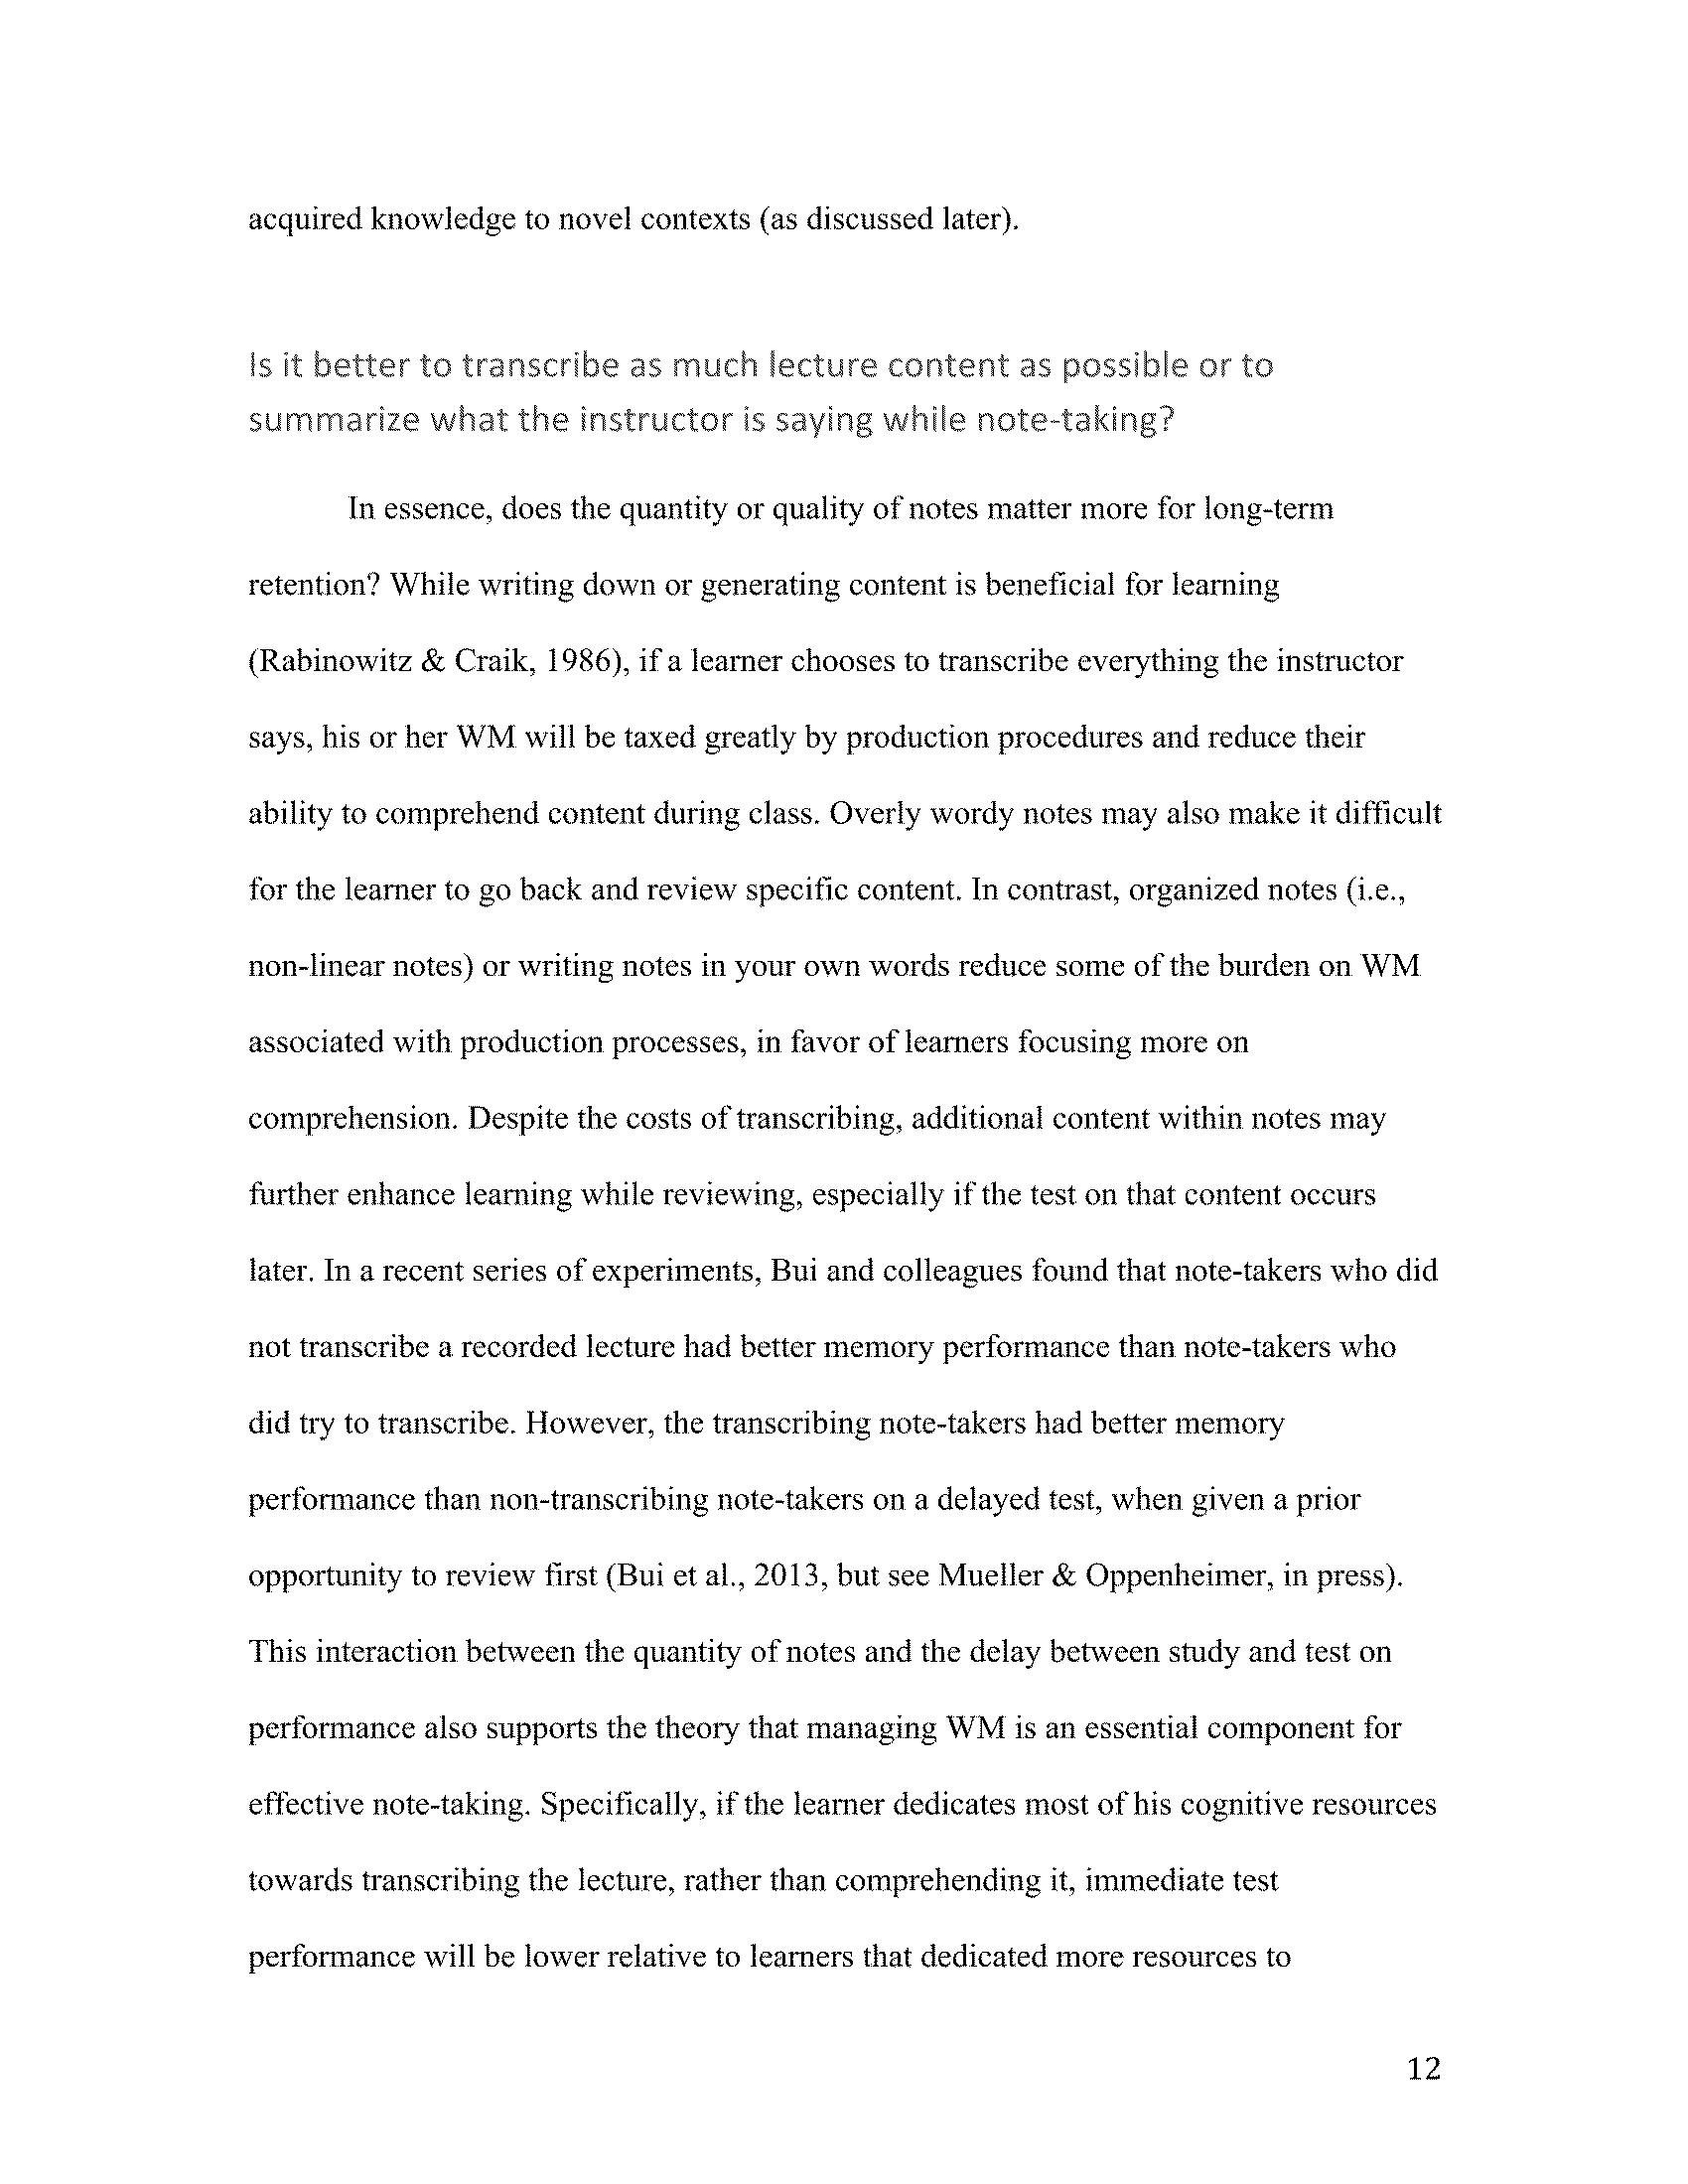 acquired knowledge to novel contexts (as discussed later).
Is it better to transcribe as much lecture content as possible or to
summarize what the instructor is saying while note-taking?
In essence, does the quantity or quality of notes matter more for long-term
retention? While writing down or generating content is beneficial for learning
(Rabinowitz & Craik, 1986), if a learner chooses to transcribe everything the instructor
says, his or her WM will be taxed greatly by production procedures and reduce their
ability to comprehend content during class. Overly wordy notes may also make it difficult
for the learner to go back and review specific content. In contrast, organized notes (i.e.,
non-linear notes) or writing notes in your own words reduce some of the burden on WM
associated with production processes, in favor of learners focusing more on
comprehension. Despite the costs of transcribing, additional content within notes may
further enhance learning while reviewing, especially if the test on that content occurs
later. In a recent series of experiments, Bui and colleagues found that note-takers who did
not transcribe a recorded lecture had better memory performance than note-takers who
did try to transcribe. However, the transcribing note-takers had better memory
performance than non-transcribing note-takers on a delayed test, when given a prior
opportunity to review first (Bui et al., 2013, but see Mueller & Oppenheimer, in press).
This interaction between the quantity of notes and the delay between study and test on
performance also supports the theory that managing WM is an essential component for
effective note-taking. Specifically, if the learner dedicates most of his cognitive resources
towards transcribing the lecture, rather than comprehending it, immediate test
performance will be lower relative to learners that dedicated more resources to
12